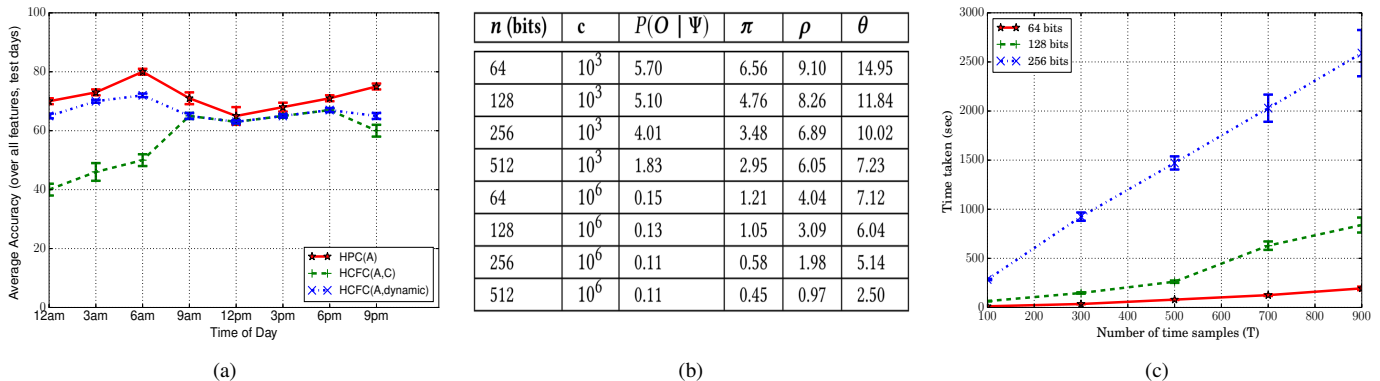 Average Accuracy (over all features, test days)
100
80
60
40
20
0
12am 3am 6am 9am 12pm 3pm 6pm 9pm
Time of Day
HPC(A)
HCFC(A,C)
HCFC(A,dynamic)
(a)
n (bits) c P(O | Ψ) π ρ θ
64 10^3 5.70 6.56 9.10 14.95
128 10^3 5.10 4.76 8.26 11.84
256 10^3 4.01 3.48 6.89 10.02
512 10^3 1.83 2.95 6.05 7.23
64 10^6 0.15 1.21 4.04 7.12
128 10^6 0.13 1.05 3.09 6.04
256 10^6 0.11 0.58 1.98 5.14
512 10^6 0.11 0.45 0.97 2.50
(b)
Time taken (sec)
3000
2500
2000
1500
1000
500
0
100 300 500 700 900
Number of time samples (T)
64 bits
128 bits
256 bits
(c)